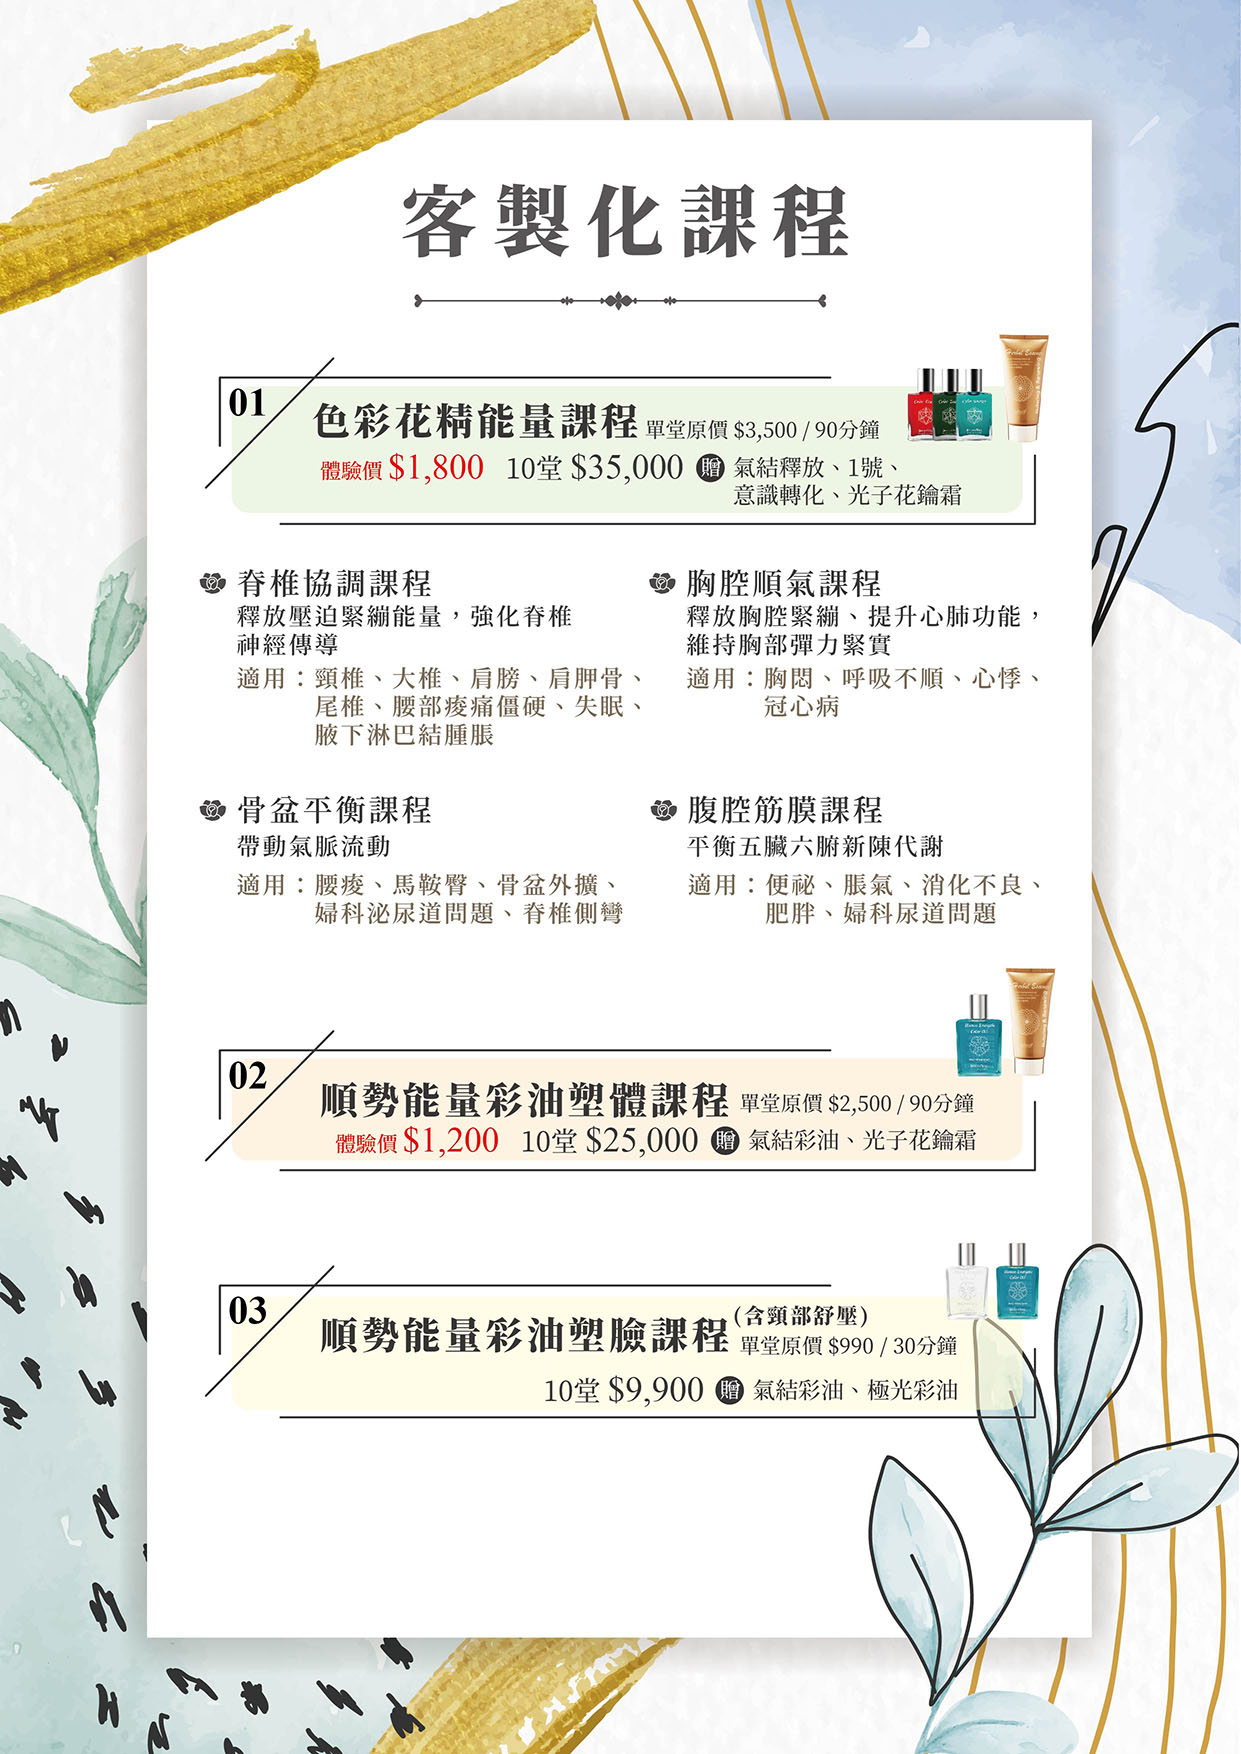 客製化課程
01
色彩花精能量課程 單堂原價 $3,500 / 90分鐘
體驗價 $1,800 10堂 $35,000 贈 氣結釋放、1號、
意識轉化、光子花鑰霜
脊椎協調課程
釋放壓迫緊繃能量，強化脊椎
神經傳導
適用：頸椎、大椎、肩膀、肩胛骨、
尾椎、腰部痠痛僵硬、失眠、
腋下淋巴結腫脹
胸腔順氣課程
釋放胸腔緊繃、提升心肺功能，
維持胸部彈力緊實
適用：胸悶、呼吸不順、心悸、
冠心病
骨盆平衡課程
帶動氣脈流動
適用：腰痠、馬鞍臀、骨盆外擴、
婦科泌尿道問題、脊椎側彎
腹腔筋膜課程
平衡五臟六腑新陳代謝
適用：便祕、脹氣、消化不良、
肥胖、婦科尿道問題
02
順勢能量彩油塑體課程 單堂原價 $2,500 / 90分鐘
體驗價 $1,200 10堂 $25,000 贈 氣結彩油、光子花鑰霜
03
順勢能量彩油塑臉課程 (含頸部舒壓)
單堂原價 $990 / 30分鐘
10堂 $9,900 贈 氣結彩油、極光彩油